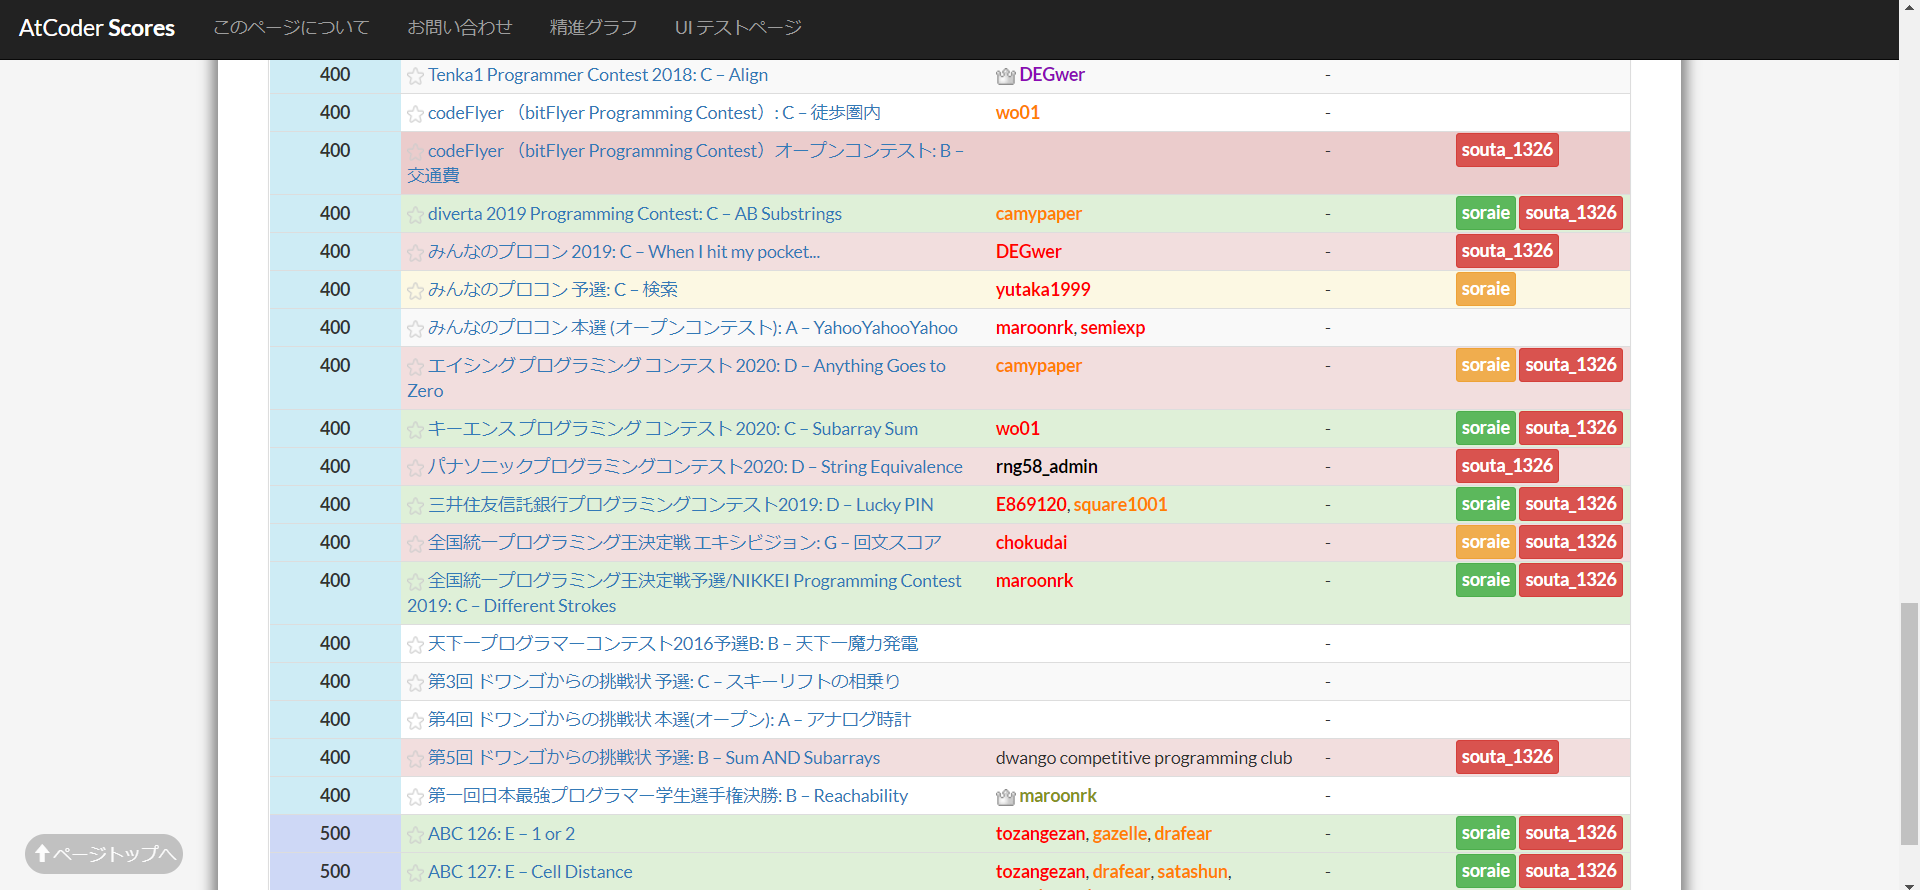 AtCoder Scores このページについて お問い合わせ 精進グラフ UI テストページ
400 Tenka1 Programmer Contest 2018: C – Align DEGwer -
400 codeFlyer （bitFlyer Programming Contest）: C – 徒歩圏内 wo01 -
400 codeFlyer （bitFlyer Programming Contest）オープンコンテスト: B – - souta_1326
交通費
400 diverta 2019 Programming Contest: C – AB Substrings camypaper - soraie souta_1326
400 みんなのプロコン 2019: C – When I hit my pocket... DEGwer - souta_1326
400 みんなのプロコン 予選: C – 検索 yutaka1999 - soraie
400 みんなのプロコン 本選 (オープンコンテスト): A – YahooYahooYahoo maroonrk, semiexp -
400 エイシング プログラミング コンテスト 2020: D – Anything Goes to camypaper - soraie souta_1326
Zero
400 キーエンス プログラミング コンテスト 2020: C – Subarray Sum wo01 - soraie souta_1326
400 パナソニックプログラミングコンテスト2020: D – String Equivalence rng58_admin - souta_1326
400 三井住友信託銀行プログラミングコンテスト2019: D – Lucky PIN E869120, square1001 - soraie souta_1326
400 全国統一プログラミング王決定戦 エキシビジョン: G – 回文スコア chokudai - soraie souta_1326
400 全国統一プログラミング王決定戦予選/NIKKEI Programming Contest maroonrk - soraie souta_1326
2019: C – Different Strokes
400 天下一プログラマーコンテスト2016予選B: B – 天下一魔力発電 -
400 第3回 ドワンゴからの挑戦状 予選: C – スキーリフトの相乗り -
400 第4回 ドワンゴからの挑戦状 本選(オープン): A – アナログ時計 -
400 第5回 ドワンゴからの挑戦状 予選: B – Sum AND Subarrays dwango competitive programming club - souta_1326
400 第一回日本最強プログラマー学生選手権決勝: B – Reachability maroonrk -
500 ABC 126: E – 1 or 2 tozangezan, gazelle, drafear - soraie souta_1326
500 ABC 127: E – Cell Distance tozangezan, drafear, satashun, - soraie souta_1326
ページトップへ